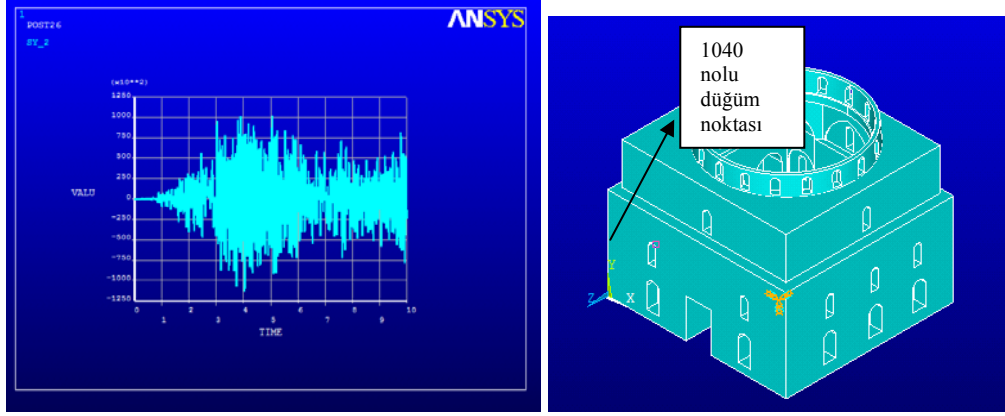 1
POST26
SY_2
ANSYS
(x10**2)
1250
1000
750
500
250
0
-250
-500
-750
-1000
-1250
VALU
0
1
2
3
4
5
6
7
8
9
10
TIME
1040
nolu
düğüm
noktası
Y
Z
X